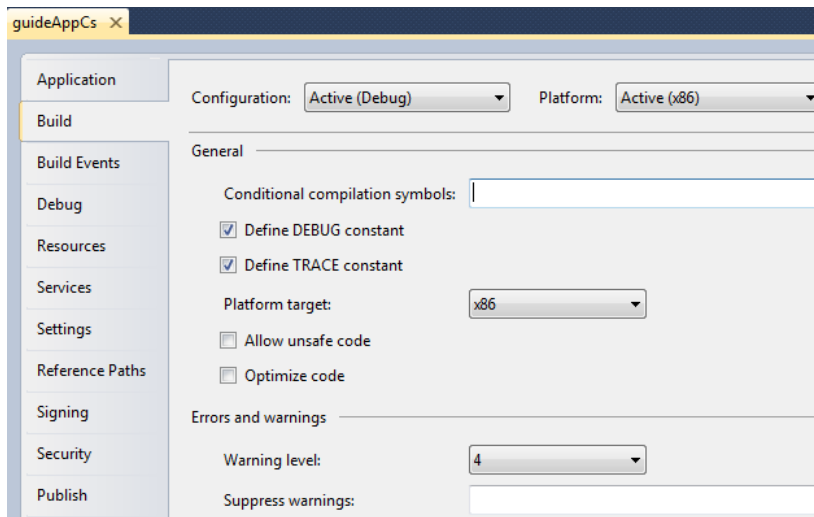 guideAppCs
Application
Build
Build Events
Debug
Resources
Services
Settings
Reference Paths
Signing
Security
Publish
Configuration: Active (Debug) Platform: Active (x86)
General
Conditional compilation symbols:
Define DEBUG constant
Define TRACE constant
Platform target: x86
Allow unsafe code
Optimize code
Errors and warnings
Warning level: 4
Suppress warnings: